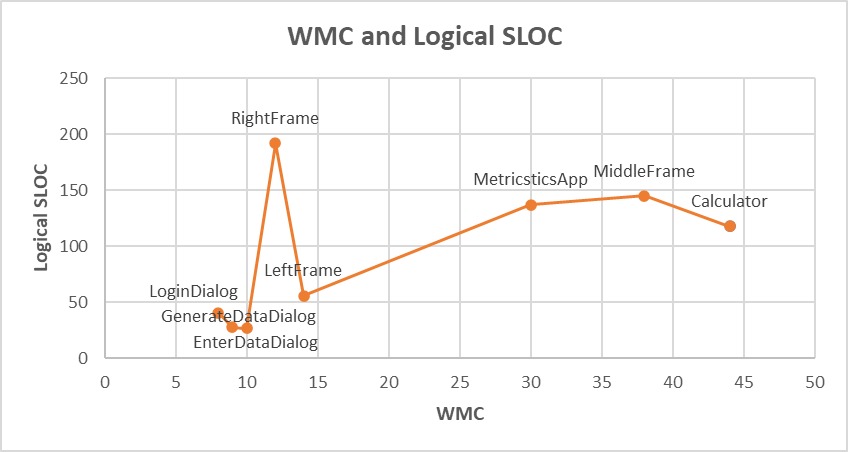 WMC and Logical SLOC
250
200
150
100
50
0
Logical SLOC
RightFrame
MetricsticsApp
MiddleFrame
Calculator
LeftFrame
LoginDialog
GenerateDataDialog
EnterDataDialog
0 5 10 15 20 25 30 35 40 45 50
WMC